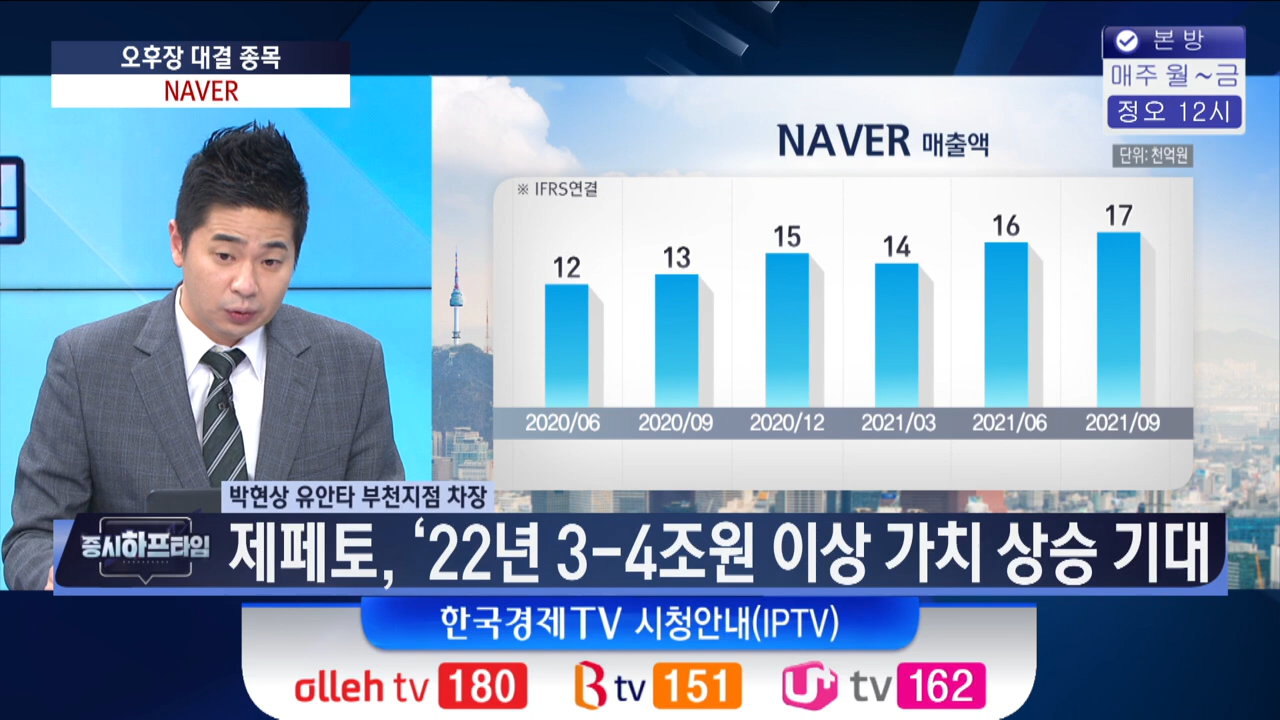 오후장 대결 종목
NAVER
본 방
매주 월~금
정오 12시
NAVER 매출액
단위:천억원
※ IFRS연결
12
13
15
14
16
17
2020/06
2020/09
2020/12
2021/03
2021/06
2021/09
박현상 유안타 부천지점 차장
증시하프타임
제페토, ‘22년 3-4조원 이상 가치 상승 기대
한국경제TV 시청안내(IPTV)
olleh tv 180
B tv 151
U+ tv 162